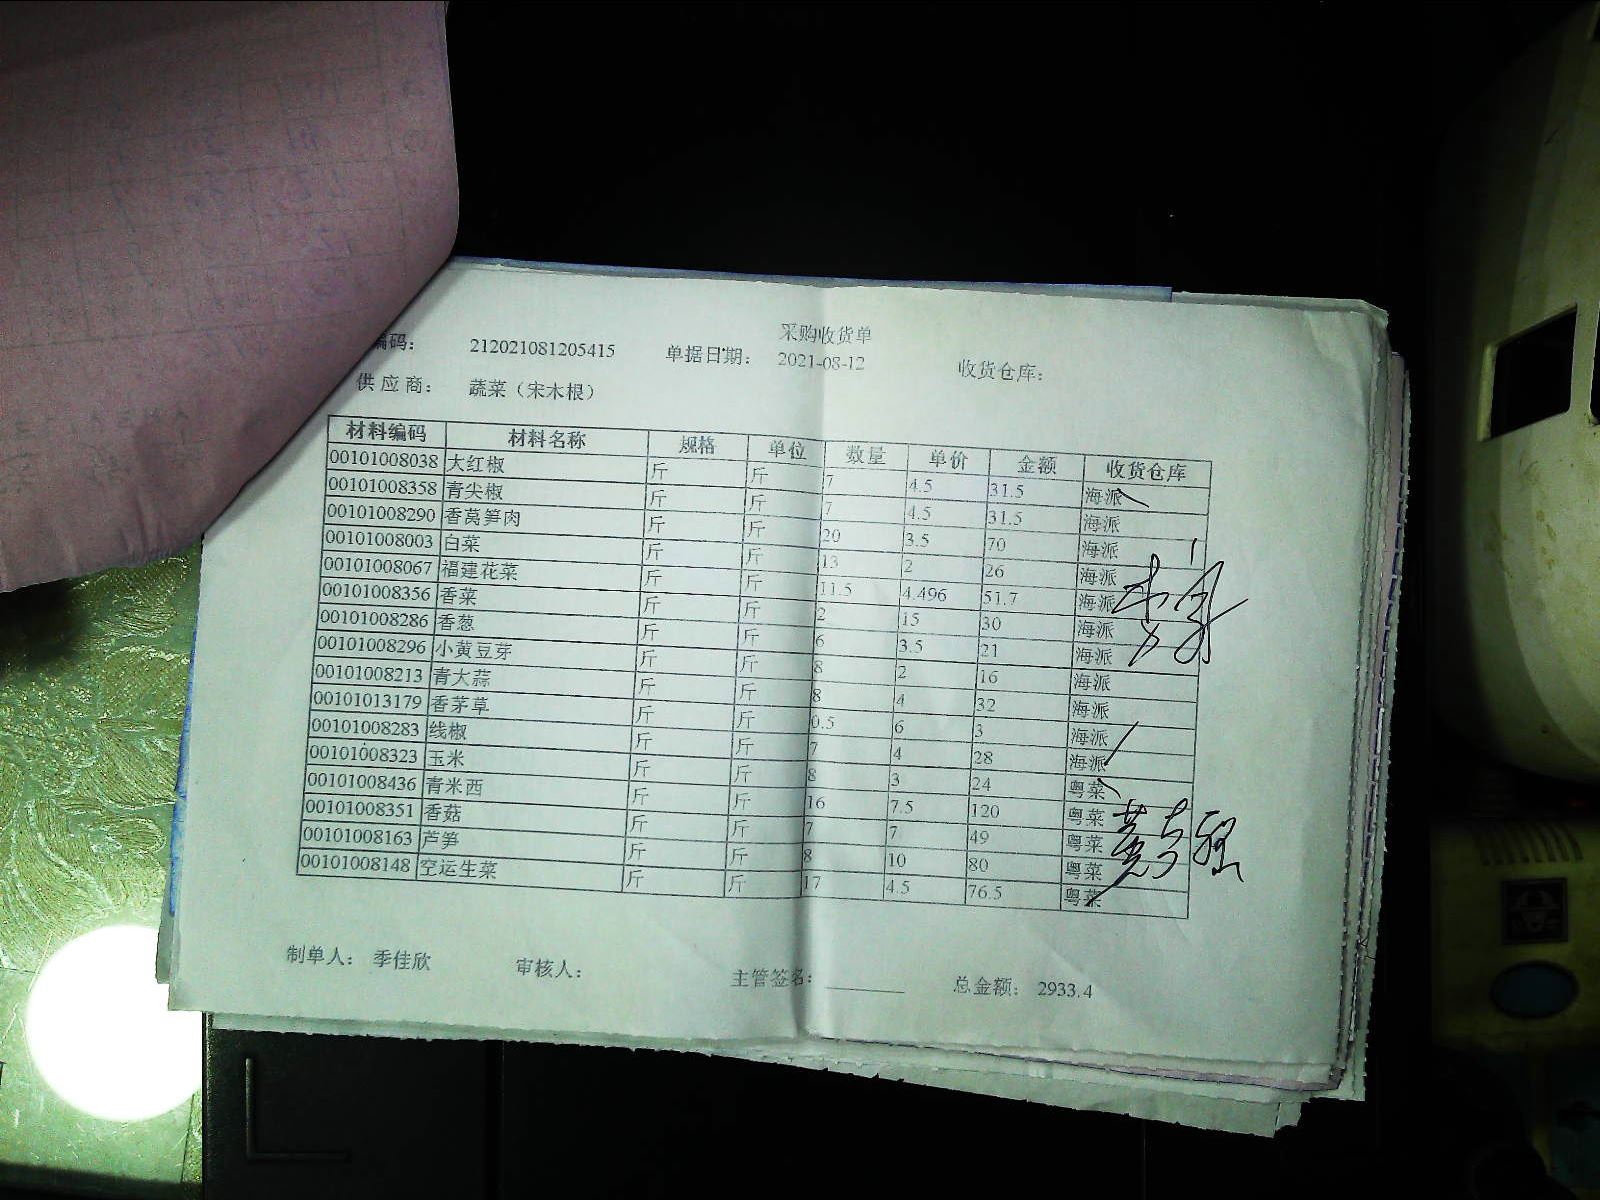 采购收货单
编码： 212021081205415 单据日期： 2021-08-12 收货仓库：
供应商： 蔬菜（宋木根）
材料编码 材料名称 规格 单位 数量 单价 金额 收货仓库
00101008038 大红椒 斤 斤 7 4.5 31.5 海派
00101008358 青尖椒 斤 斤 7 4.5 31.5 海派
00101008290 香莴笋肉 斤 斤 20 3.5 70 海派
00101008003 白菜 斤 斤 13 2 26 海派
00101008067 福建花菜 斤 斤 11.5 4.496 51.7 海派
00101008356 香菜 斤 斤 2 15 30 海派
00101008286 香葱 斤 斤 6 3.5 21 海派
00101008296 小黄豆芽 斤 斤 8 2 16 海派
00101008213 青大蒜 斤 斤 8 4 32 海派
00101013179 香茅草 斤 斤 0.5 6 3 海派
00101008283 线椒 斤 斤 7 4 28 海派
00101008323 玉米 斤 斤 8 3 24 粤菜
00101008436 青米西 斤 斤 16 7.5 120 粤菜
00101008351 香菇 斤 斤 7 7 49 粤菜
00101008163 芦笋 斤 斤 8 10 80 粤菜
00101008148 空运生菜 斤 斤 17 4.5 76.5 粤菜
制单人： 季佳欣 审核人： 主管签名： 总金额： 2933.4